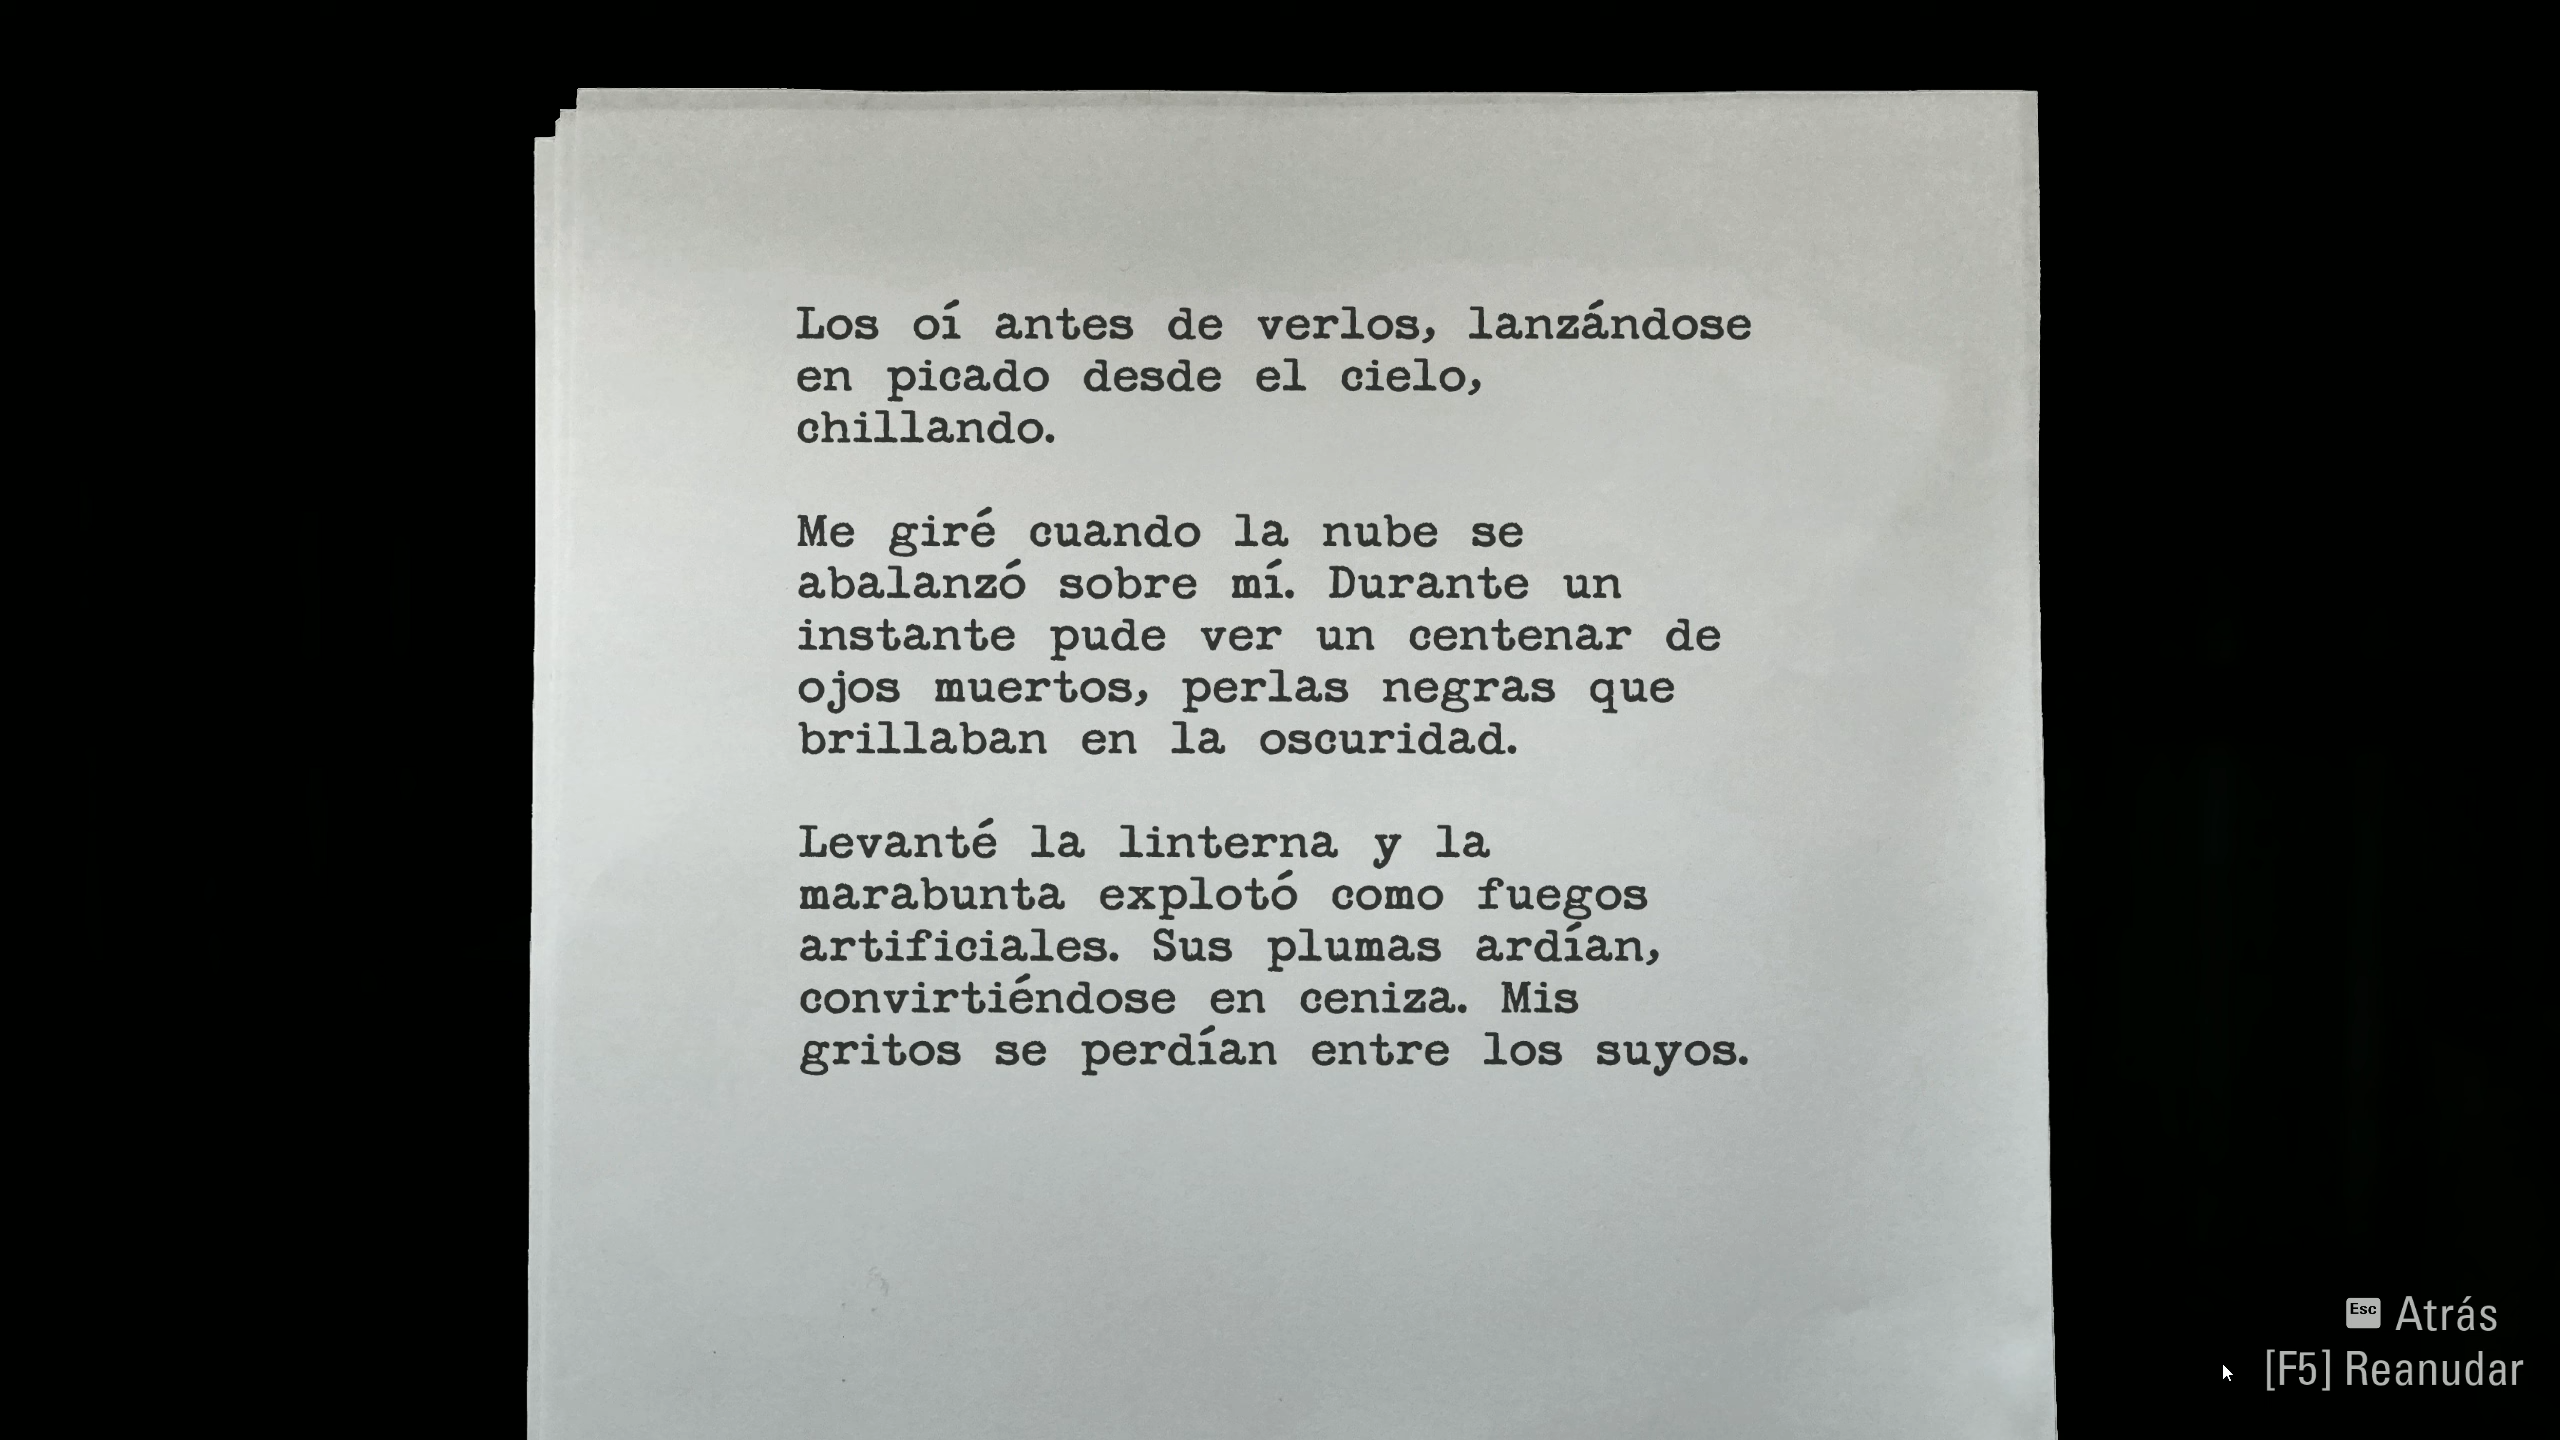 Los oí antes de verlos, lanzándose
en picado desde el cielo,
chillando.
Me giré cuando la nube se
abalanzó sobre mí. Durante un
instante pude ver un centenar de
ojos muertos, perlas negras que
brillaban en la oscuridad.
Levanté la linterna y la
marabunta explotó como fuegos
artificiales. Sus plumas ardían,
convirtiéndose en ceniza. Mis
gritos se perdían entre los suyos.
Esc Atrás
[F5] Reanudar